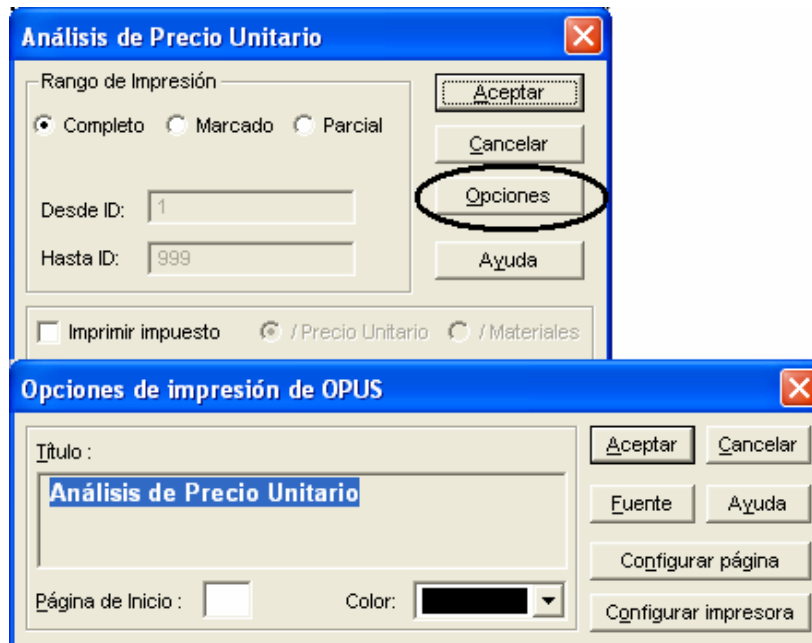 Análisis de Precio Unitario
Rango de Impresión
Aceptar
Completo Marcado Parcial
Cancelar
Desde ID: 1
Opciones
Hasta ID: 999
Ayuda
Imprimir impuesto / Precio Unitario / Materiales
Opciones de impresión de OPUS
Título :
Análisis de Precio Unitario
Aceptar Cancelar
Fuente Ayuda
Configurar página
Página de Inicio : Color:
Configurar impresora